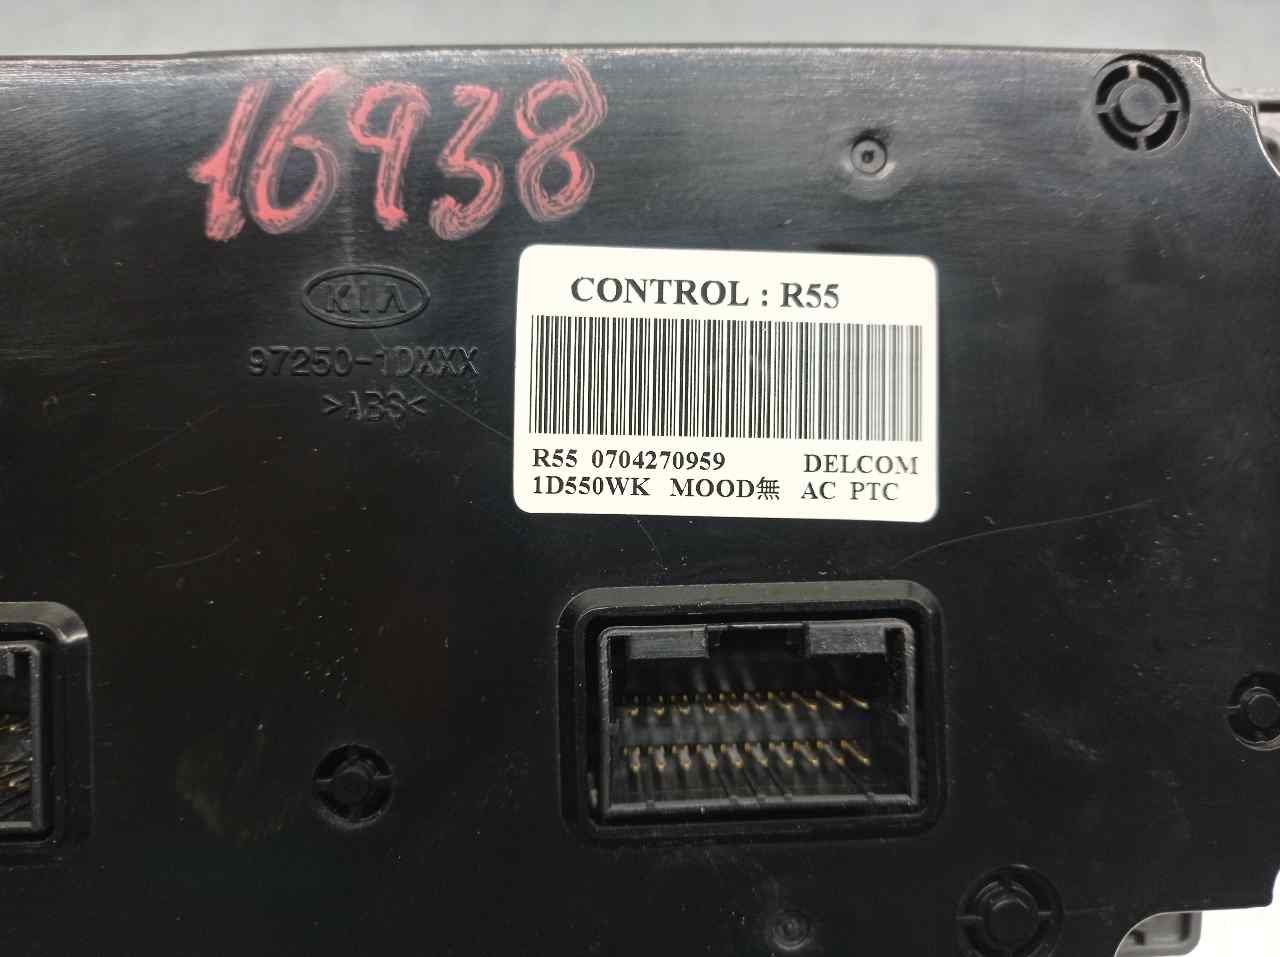 16938
KIA
97250-1DXXX
>ABS<
CONTROL : R55
R55 0704270959 DELCOM
1D550WK MOOD無 AC PTC